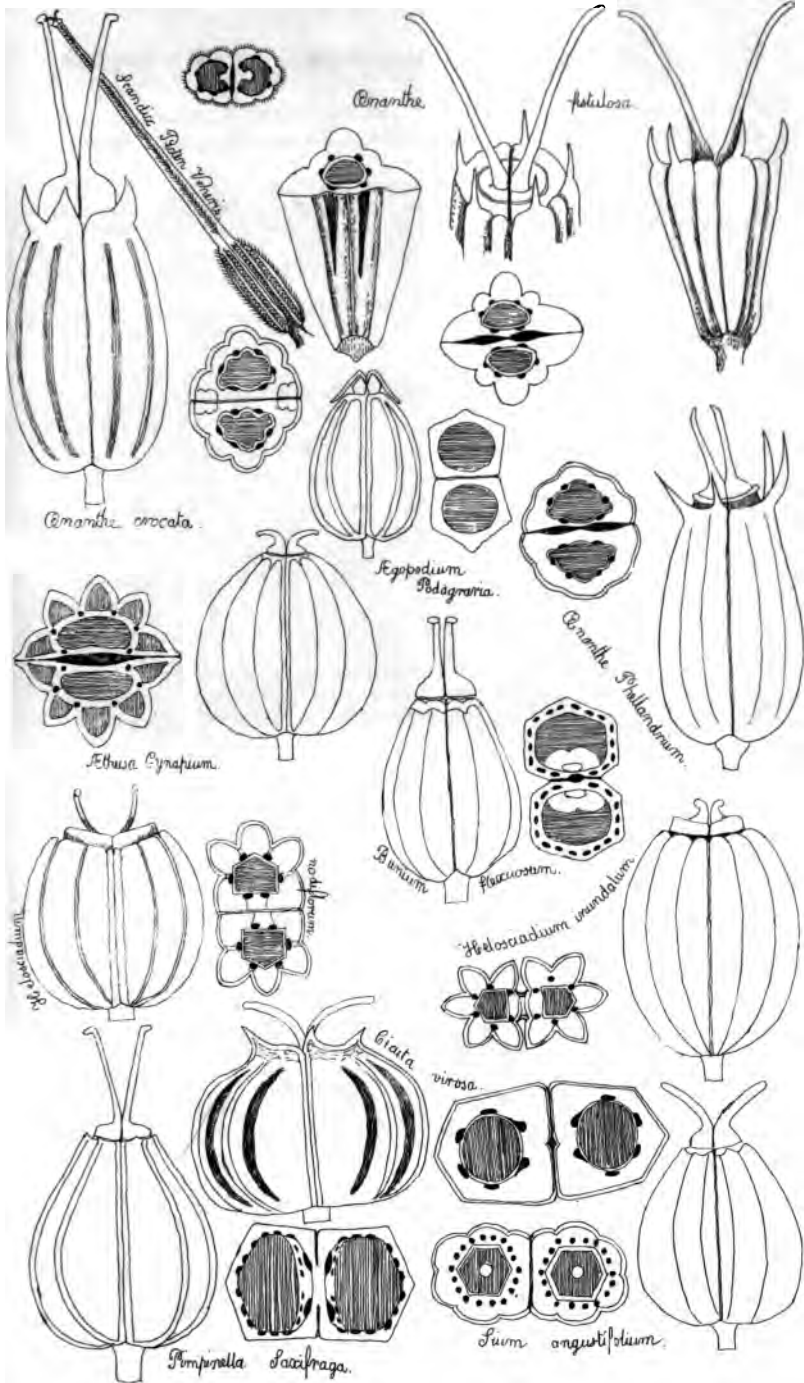 Scandix Pecten Veneris
Œnanthe fistulosa
Œnanthe crocata.
Ægopodium
Podagraria.
Œnanthe Phellandrium.
Æthusa Cynapium.
Bunium flexuosum.
Helosciadium nodiflorum.
Helosciadium inundatum
Cicuta virosa.
Pimpinella Saxifraga.
Sium angustifolium.